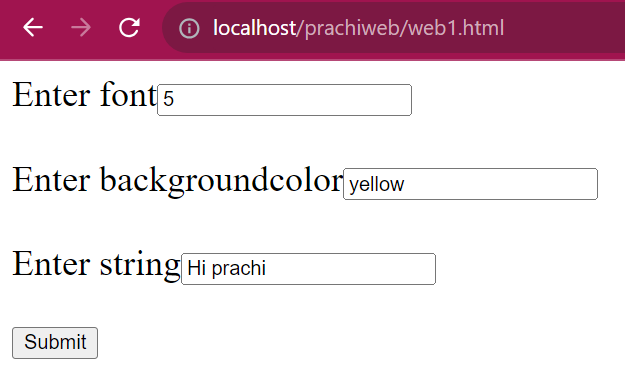 localhost/prachiweb/web1.html
Enter font 5
Enter backgroundcolor yellow
Enter string Hi prachi
Submit